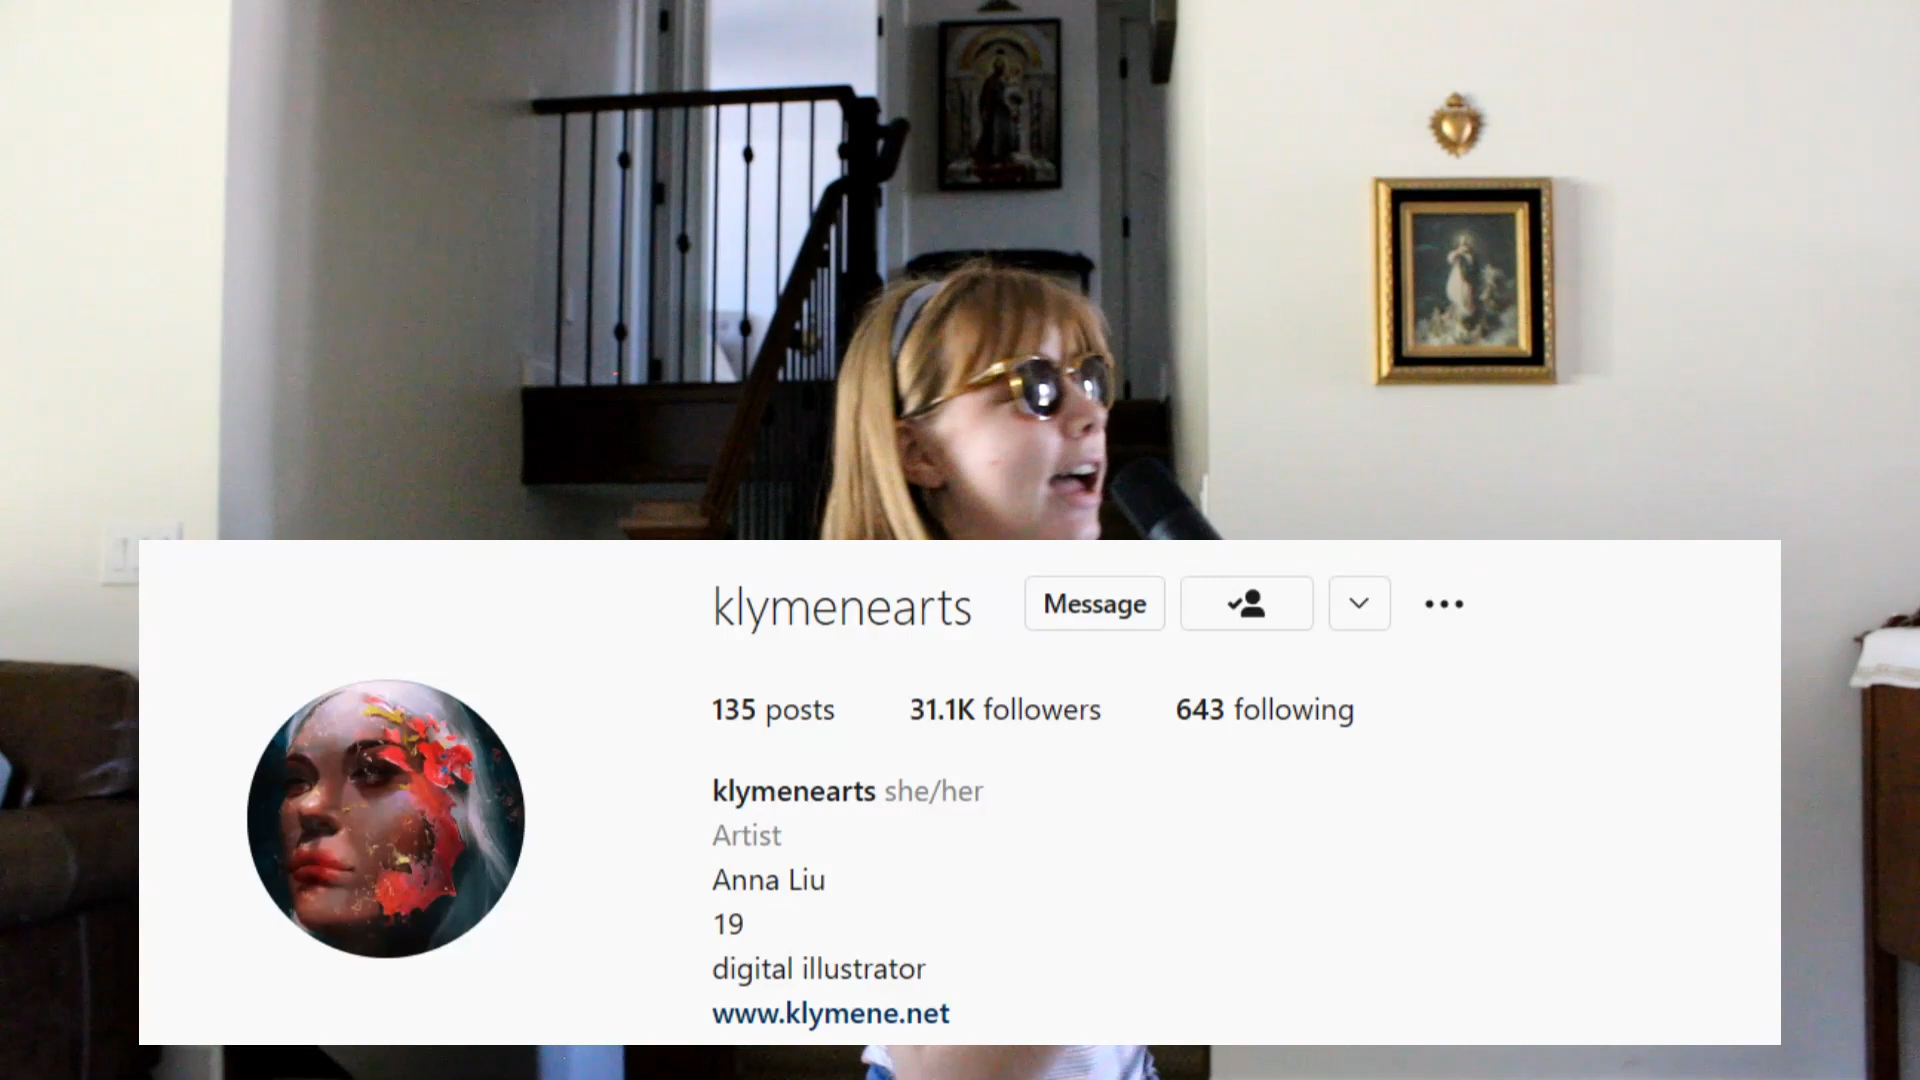 klymenearts Message
135 posts 31.1K followers 643 following
klymenearts she/her
Artist
Anna Liu
19
digital illustrator
www.klymene.net